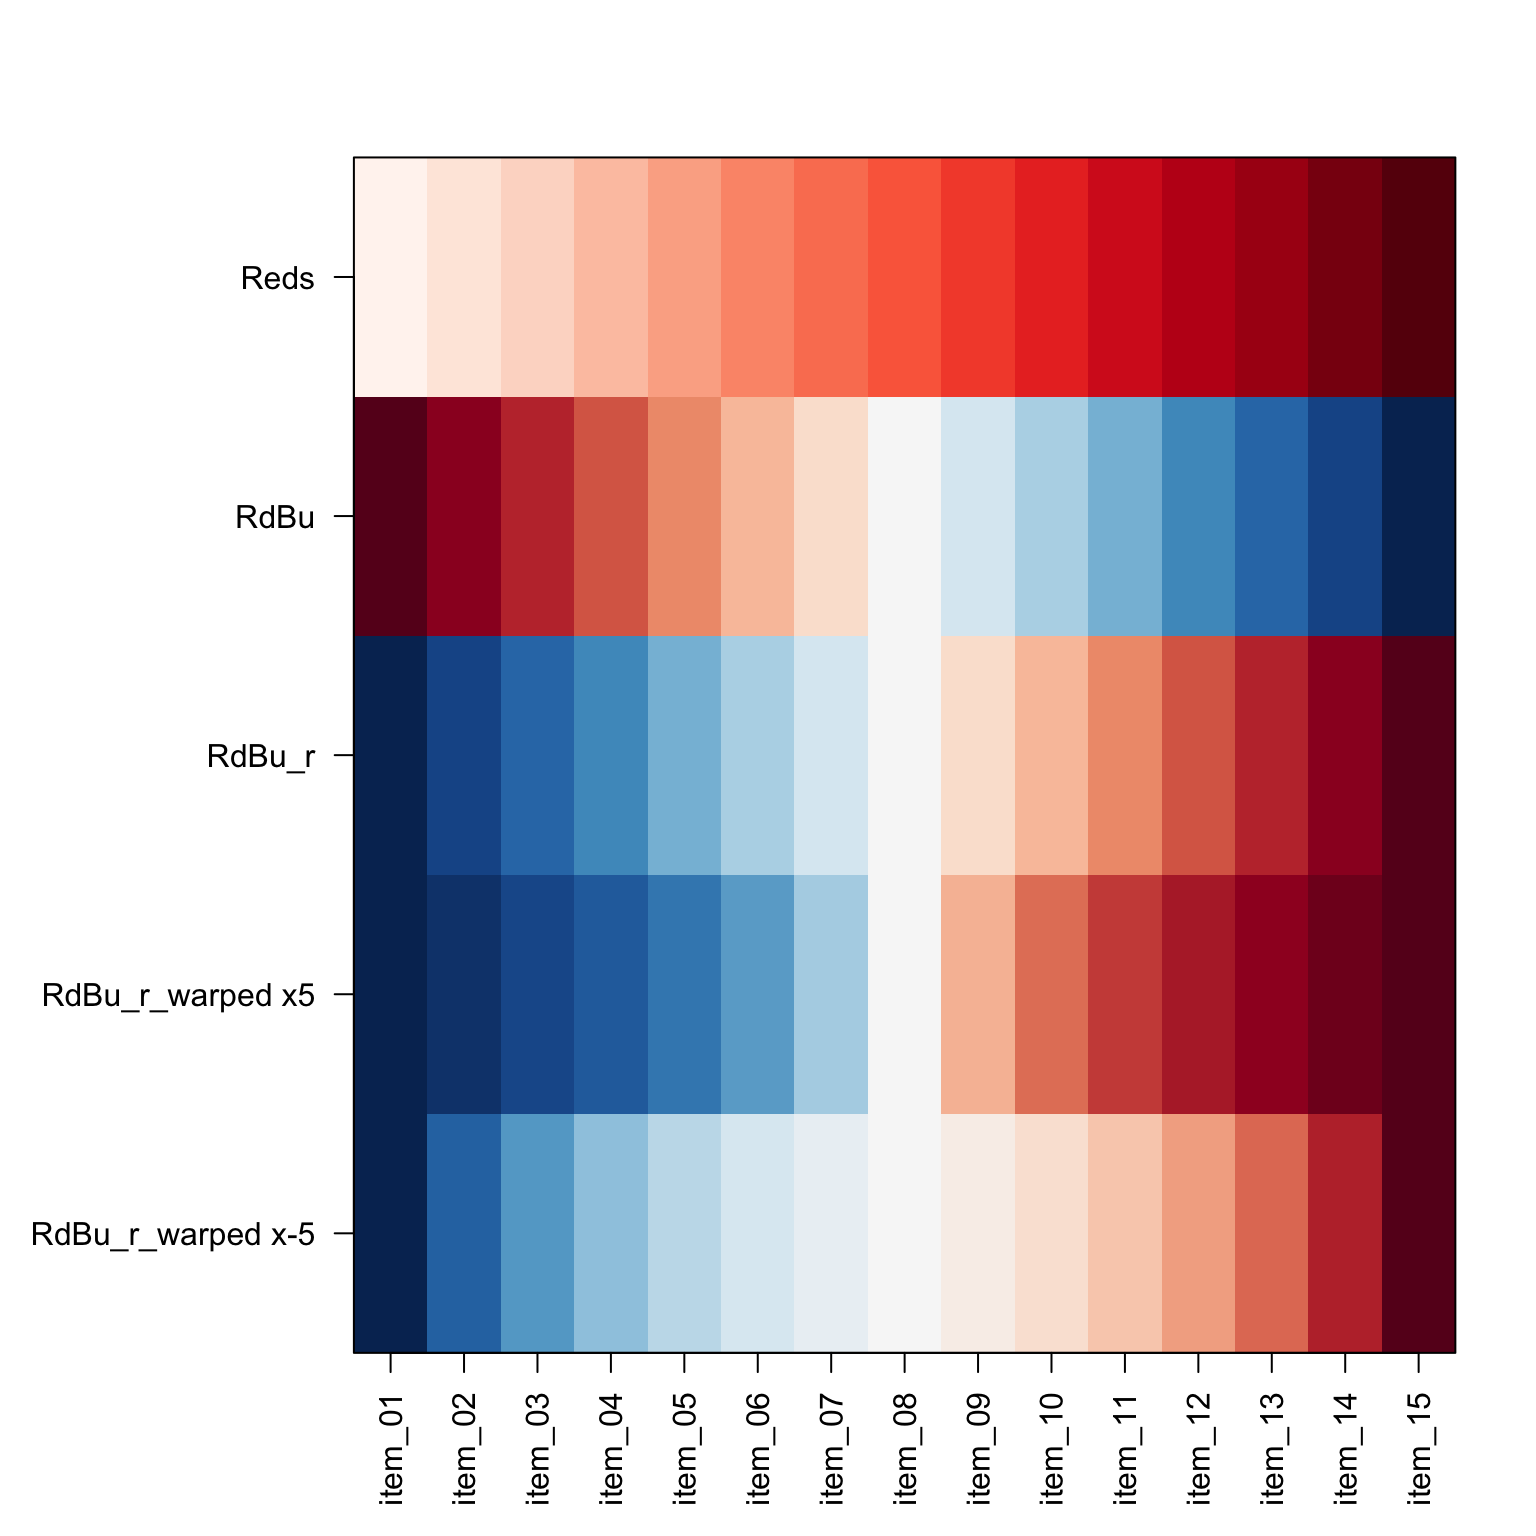 Reds
RdBu
RdBu_r
RdBu_r_warped x5
RdBu_r_warped x-5
item_01
item_02
item_03
item_04
item_05
item_06
item_07
item_08
item_09
item_10
item_11
item_12
item_13
item_14
item_15